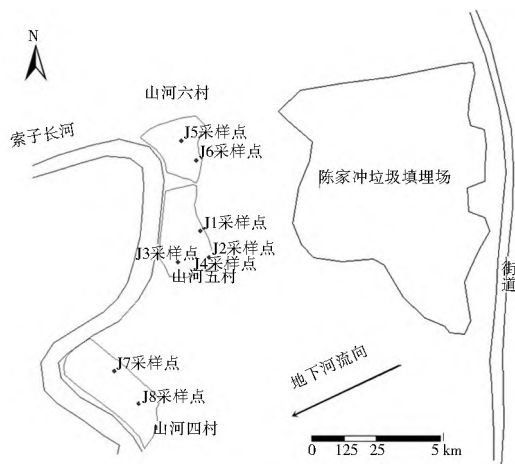 N
山河六村
索子长河
J5采样点
J6采样点
陈家冲垃圾填埋场
J1采样点
J3采样点
J2采样点
J4采样点
山河五村
街道
J7采样点
地下河流向
J8采样点
山河四村
0 125 25 5 km